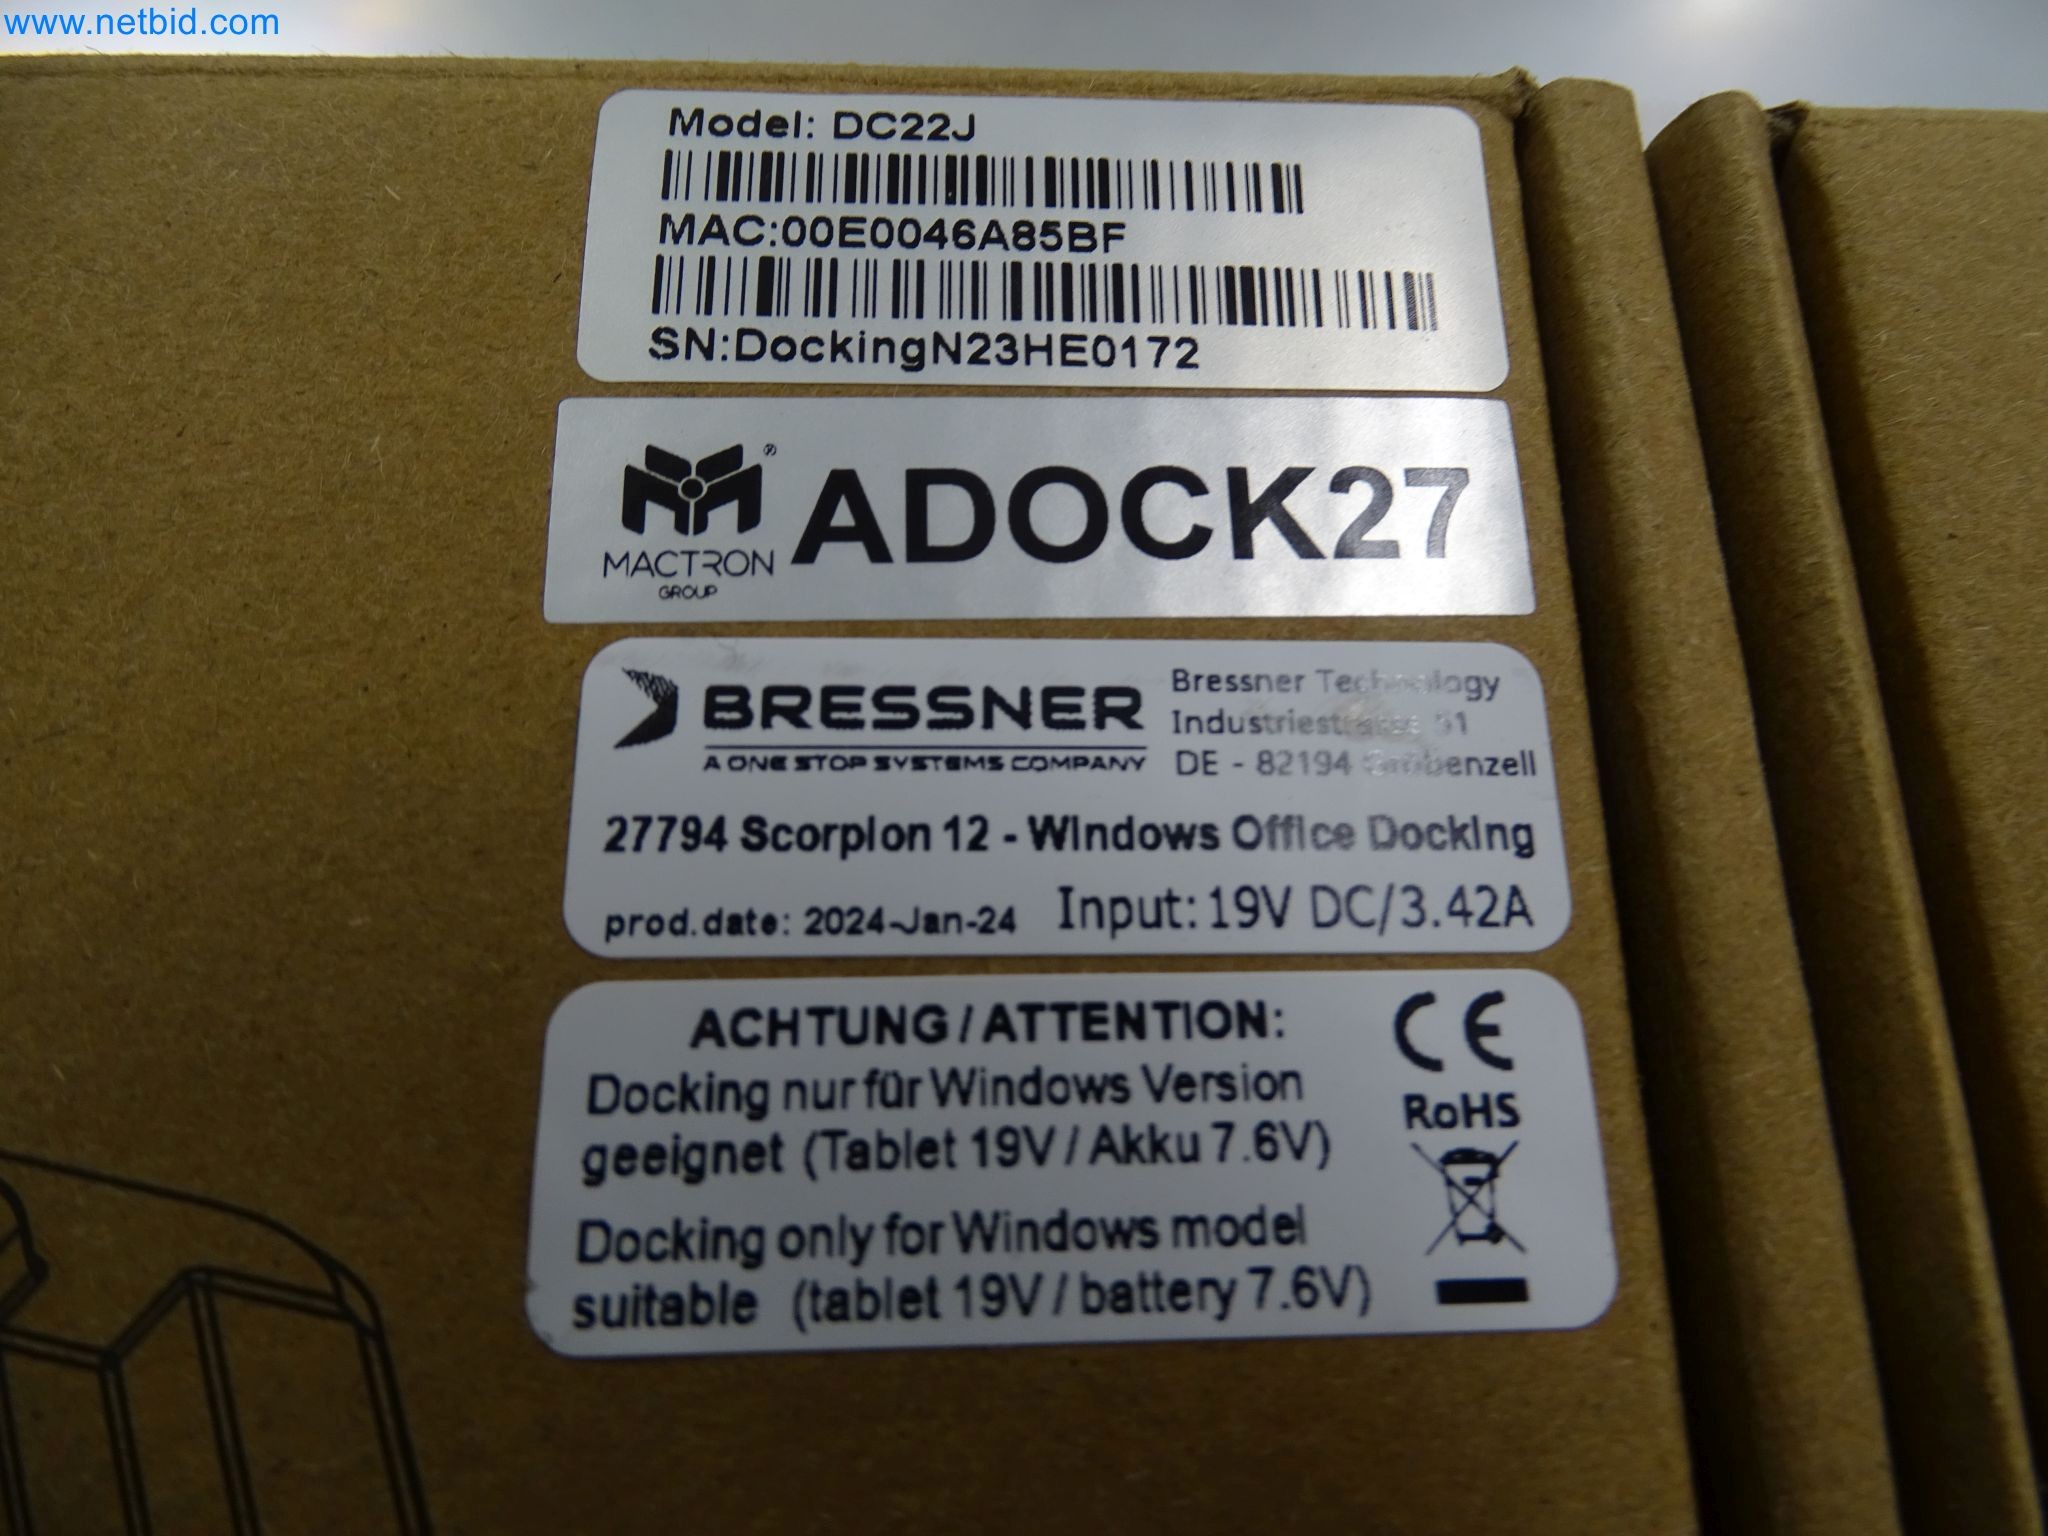 www.netbid.com
Model: DC22J
MAC:00E0046A85BF
SN:DockingN23HE0172
MACTRON
GROUP
®
ADOCK27
BRESSNER
A ONE STOP SYSTEMS COMPANY
Bressner Technology
Industriestrasse 51
DE - 82194 Gröbenzell
27794 Scorpion 12 - Windows Office Docking
prod.date: 2024-Jan-24 Input: 19V DC/3.42A
ACHTUNG / ATTENTION:
Docking nur für Windows Version
geeignet (Tablet 19V / Akku 7.6V)
Docking only for Windows model
suitable (tablet 19V / battery 7.6V)
CE
RoHS